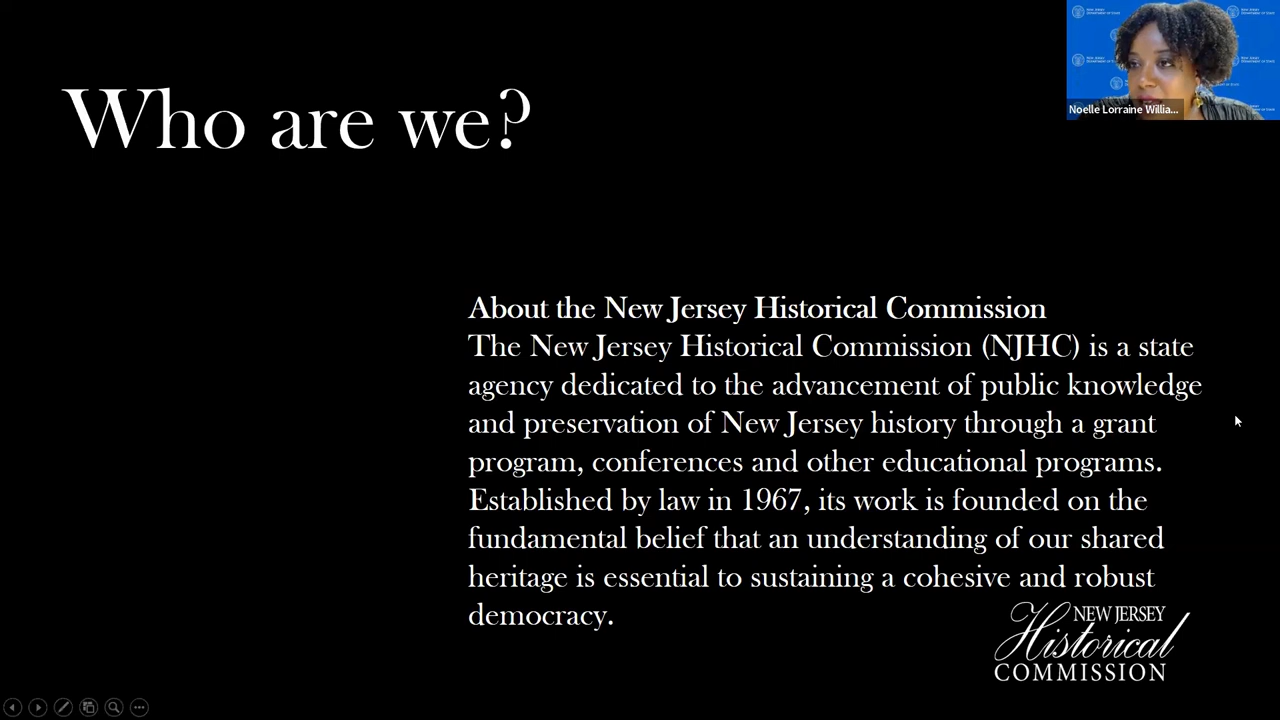 Who are we?
Noelle Lorraine Willia...
About the New Jersey Historical Commission
The New Jersey Historical Commission (NJHC) is a state
agency dedicated to the advancement of public knowledge
and preservation of New Jersey history through a grant
program, conferences and other educational programs.
Established by law in 1967, its work is founded on the
fundamental belief that an understanding of our shared
heritage is essential to sustaining a cohesive and robust
democracy.
NEW JERSEY
Historical
COMMISSION